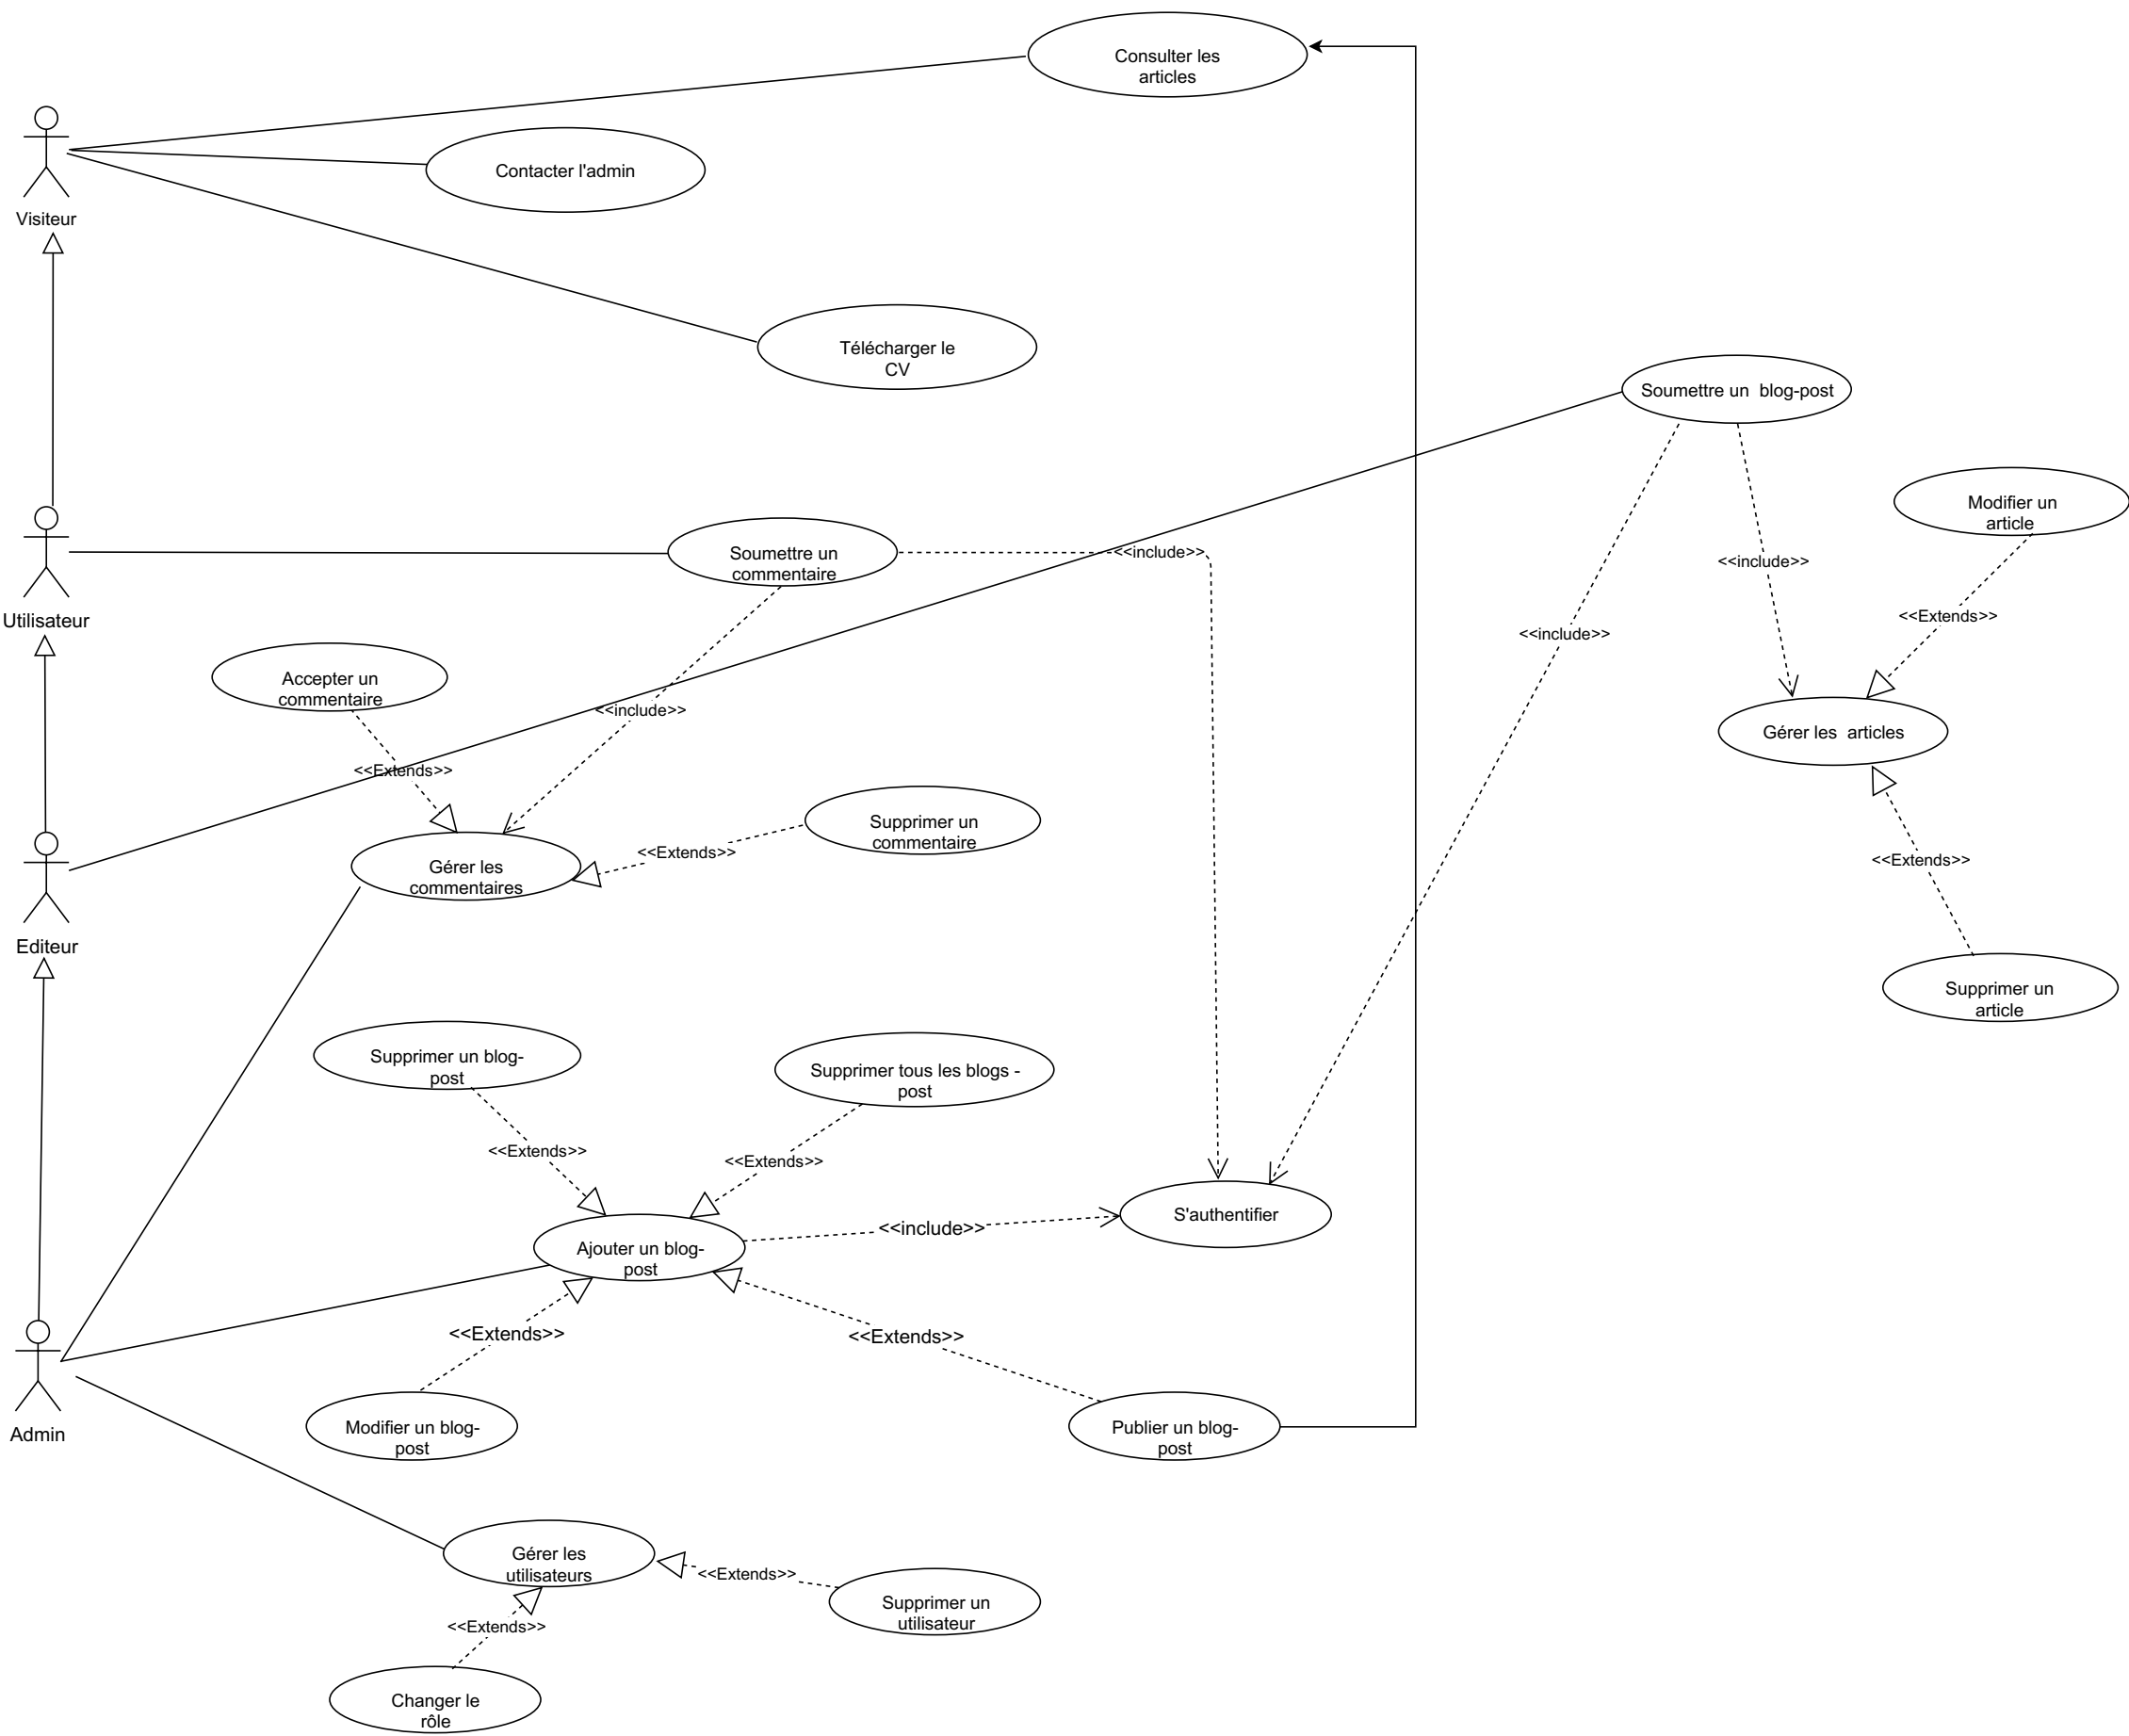 Consulter les
articles
Contacter l'admin
Visiteur
Télécharger le
CV
Soumettre un  blog-post
Modifier un
article
Soumettre un
commentaire
<<include>>
<<include>>
Utilisateur
<<Extends>>
<<include>>
Accepter un
commentaire
<<include>>
Gérer les  articles
<<Extends>>
Supprimer un
commentaire
<<Extends>>
<<Extends>>
Gérer les
commentaires
Editeur
Supprimer un
article
Supprimer un blog-
post
Supprimer tous les blogs -
post
<<Extends>>
<<Extends>>
S'authentifier
<<include>>
Ajouter un blog-
post
<<Extends>>
<<Extends>>
Admin
Modifier un blog-
post
Publier un blog-
post
Gérer les
utilisateurs
<<Extends>>
Supprimer un
utilisateur
<<Extends>>
Changer le
rôle